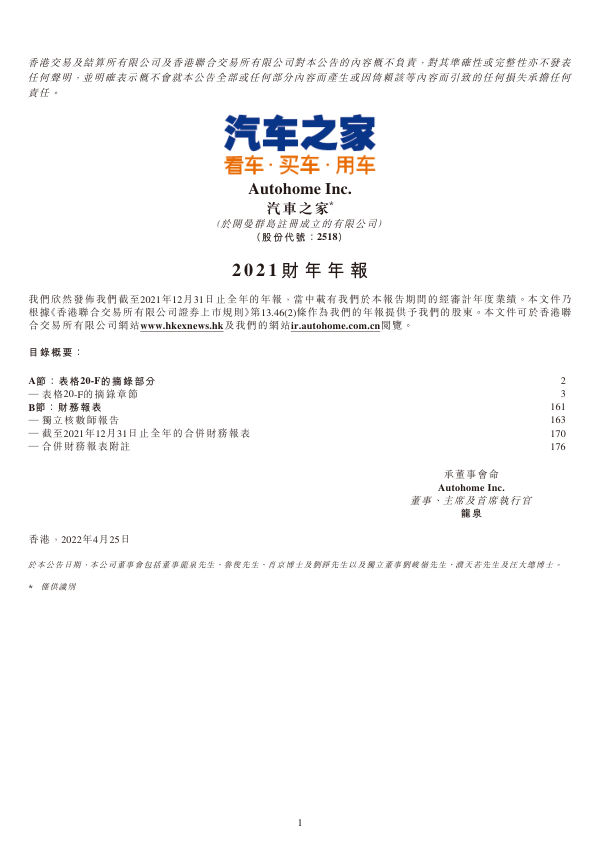 香港交易及結算所有限公司及香港聯合交易所有限公司對本公告的內容概不負責，對其準確性或完整性亦不發表
任何聲明，並明確表示概不會就本公告全部或任何部分內容而產生或因倚賴該等內容而引致的任何損失承擔任何
責任。
汽车之家
看车·买车·用车
Autohome Inc.
汽車之家*
(於開曼群島註冊成立的有限公司)
（股份代號：2518）
2021財年年報
我們欣然發佈我們截至2021年12月31日止全年的年報，當中載有我們於本報告期間的經審計年度業績。本文件乃
根據《香港聯合交易所有限公司證券上市規則》第13.46(2)條作為我們的年報提供予我們的股東。本文件可於香港聯
合交易所有限公司網站www.hkexnews.hk及我們的網站ir.autohome.com.cn閱覽。
目錄概要：
A節：表格20-F的摘錄部分 2
— 表格20-F的摘錄章節 3
B節：財務報表 161
— 獨立核數師報告 163
— 截至2021年12月31日止全年的合併財務報表 170
— 合併財務報表附註 176
承董事會命
Autohome Inc.
董事、主席及首席執行官
龍泉
香港，2022年4月25日
於本公告日期，本公司董事會包括董事龍泉先生、魯俊先生、肖京博士及劉錚先生以及獨立董事劉峻嶺先生、濮天若先生及汪大總博士。
* 僅供識別
1